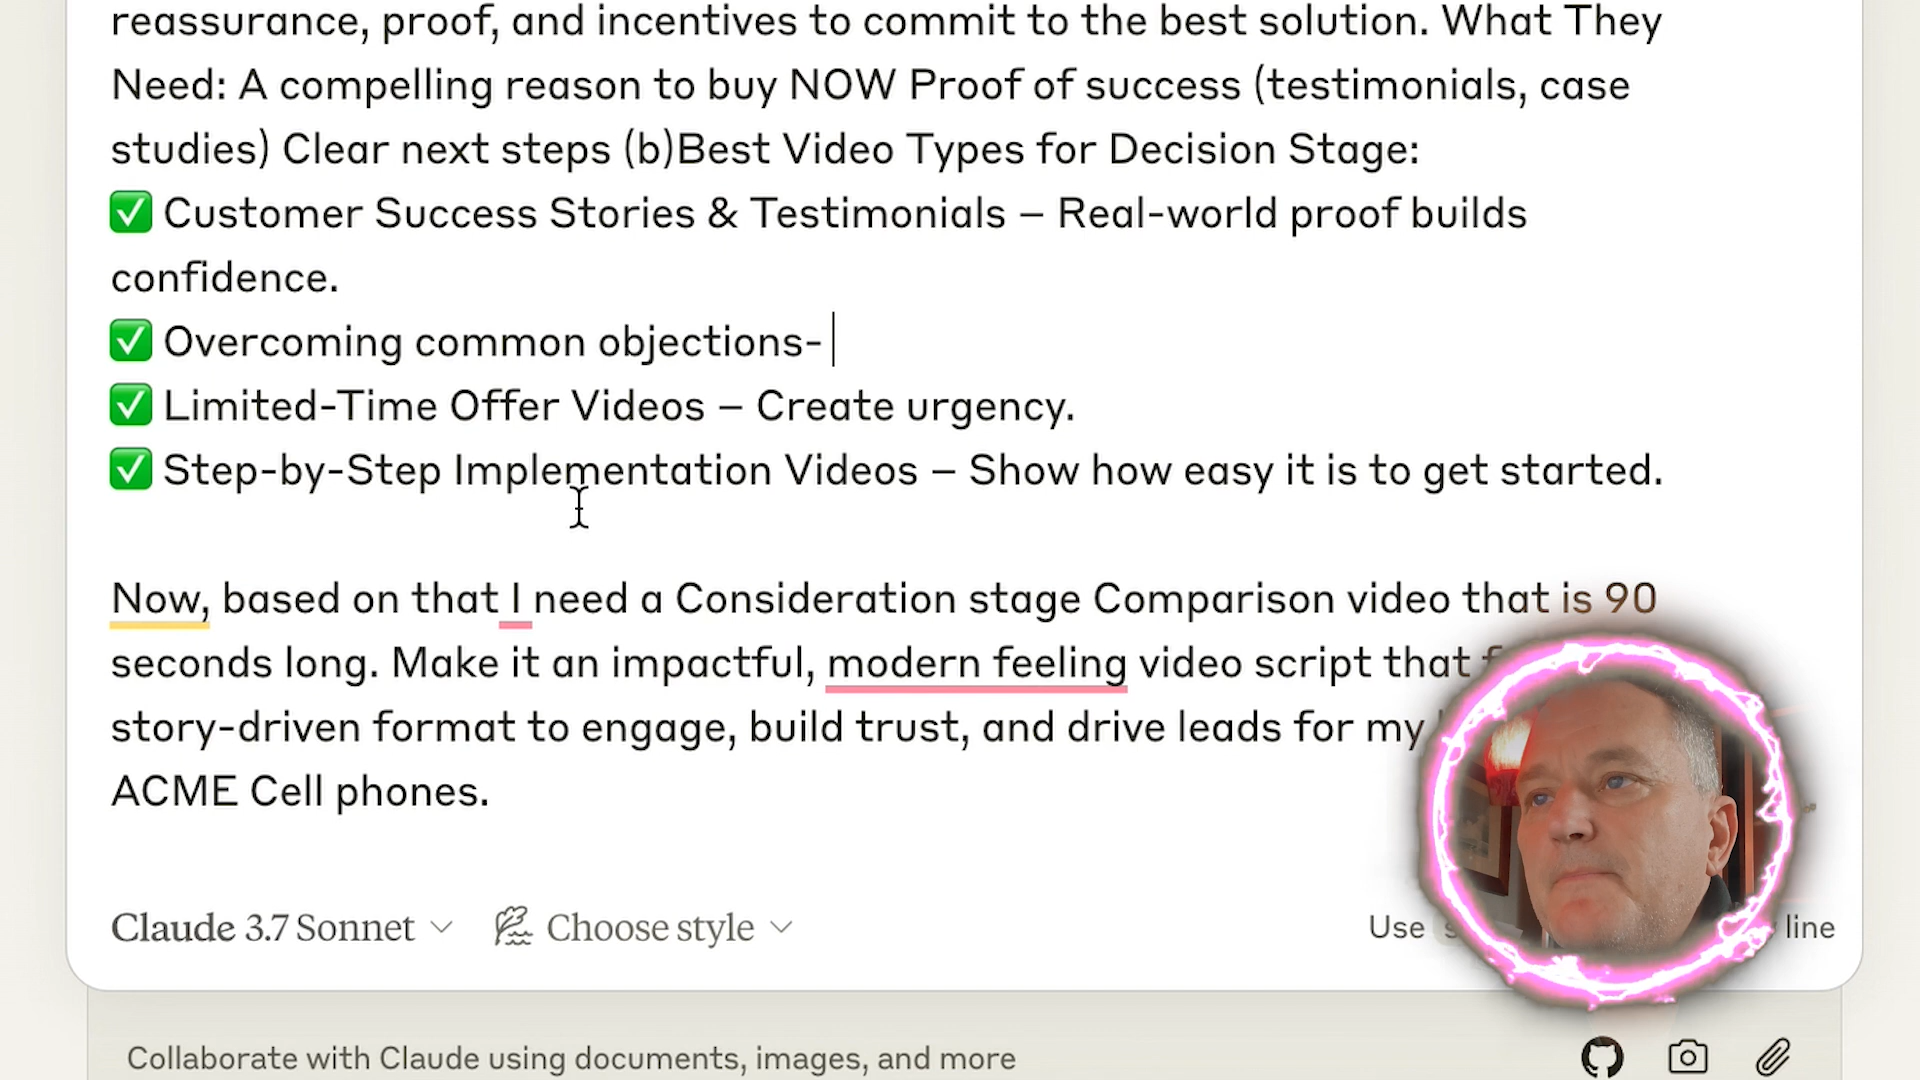 reassurance, proof, and incentives to commit to the best solution. What They
Need: A compelling reason to buy NOW Proof of success (testimonials, case
studies) Clear next steps (b)Best Video Types for Decision Stage:
✅ Customer Success Stories & Testimonials – Real-world proof builds
confidence.
✅ Overcoming common objections-
✅ Limited-Time Offer Videos – Create urgency.
✅ Step-by-Step Implementation Videos – Show how easy it is to get started.
Now, based on that I need a Consideration stage Comparison video that is 90
seconds long. Make it an impactful, modern feeling video script that
story-driven format to engage, build trust, and drive leads for my
ACME Cell phones.
Claude 3.7 Sonnet Choose style Use line
Collaborate with Claude using documents, images, and more